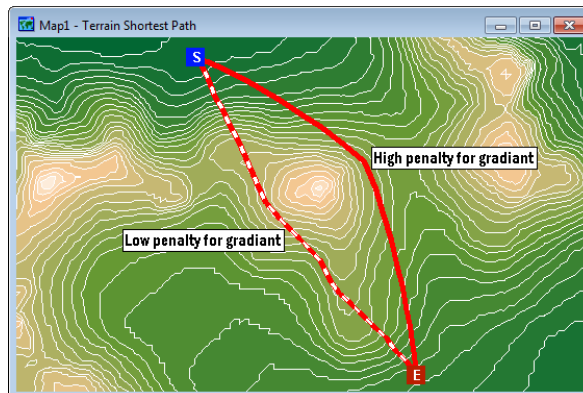 Map1 - Terrain Shortest Path
S
High penalty for gradiant
Low penalty for gradiant
E